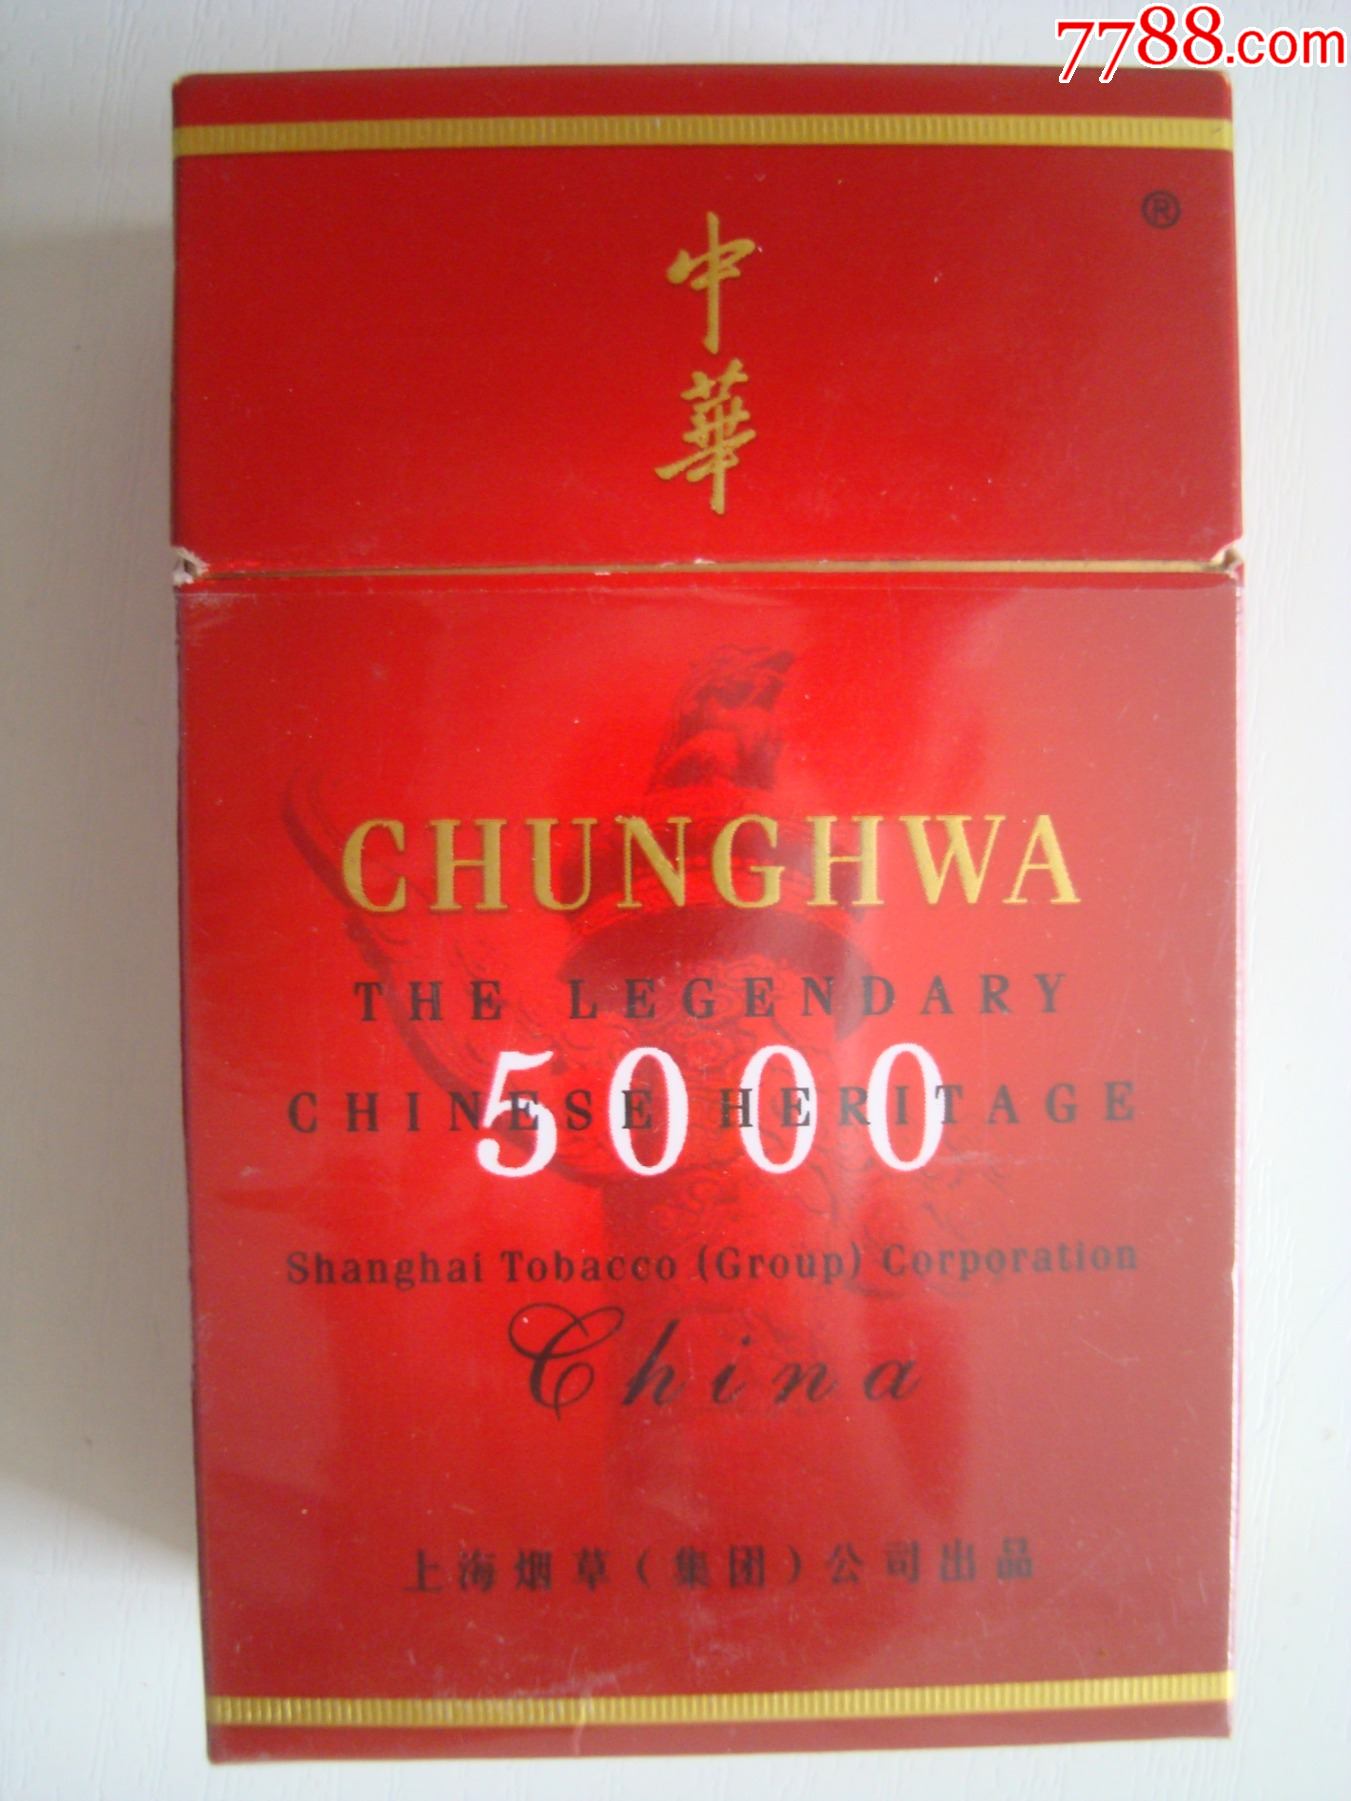 7788.com
®
中
華
CHUNGHWA
THE LEGENDARY
5000
CHINESE HERITAGE
Shanghai Tobacco (Group) Corporation
China
上海烟草(集团)公司出品